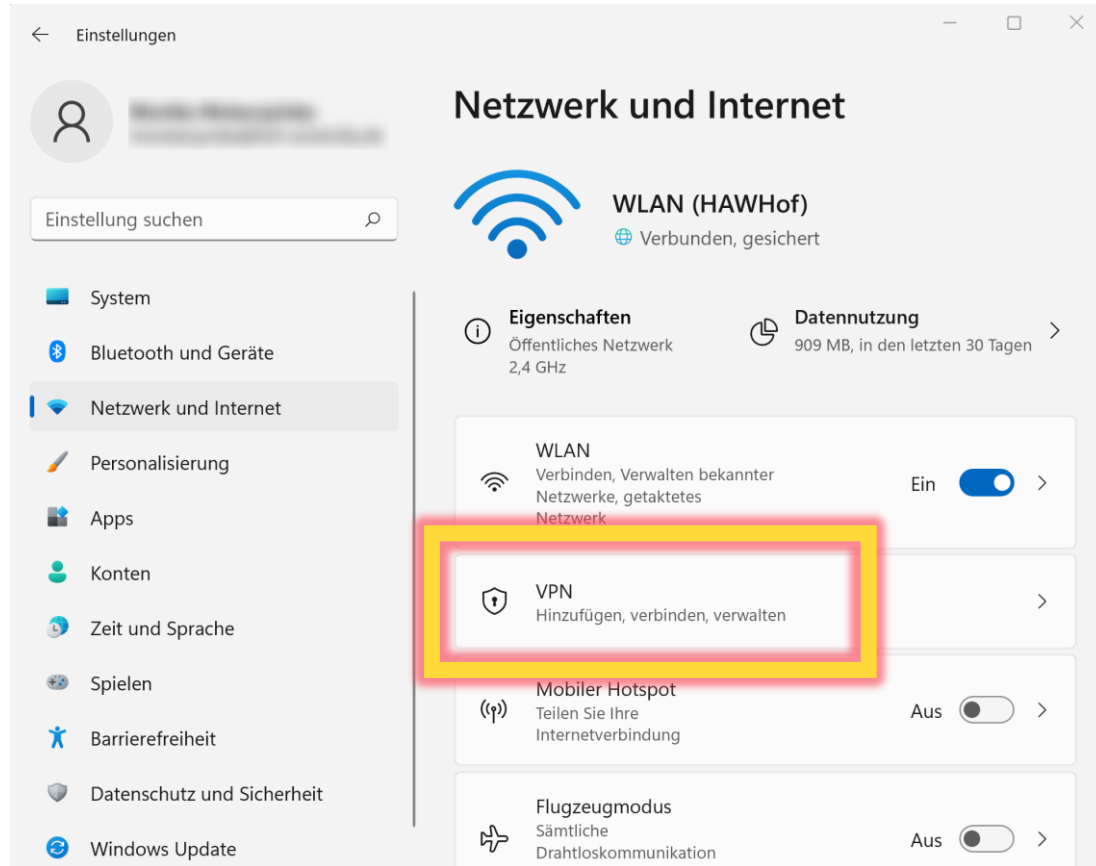 Einstellungen
Einstellung suchen
System
Bluetooth und Geräte
Netzwerk und Internet
Personalisierung
Apps
Konten
Zeit und Sprache
Spielen
Barrierefreiheit
Datenschutz und Sicherheit
Windows Update
Netzwerk und Internet
WLAN (HAWHof)
Verbunden, gesichert
Eigenschaften
Öffentliches Netzwerk
2,4 GHz
Datennutzung
909 MB, in den letzten 30 Tagen
WLAN
Verbinden, Verwalten bekannter
Netzwerke, getaktetes
Netzwerk
Ein
VPN
Hinzufügen, verbinden, verwalten
Mobiler Hotspot
Teilen Sie Ihre
Internetverbindung
Aus
Flugzeugmodus
Sämtliche
Drahtloskommunikation
Aus